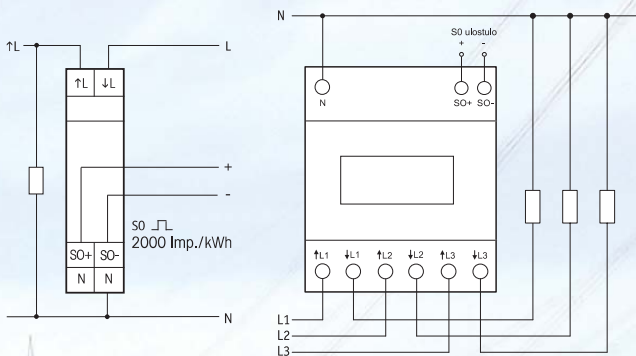 ↑L
L
↑L ↓L
+
-
S0
2000 Imp./kWh
SO+ SO-
N N
N
N
S0 ulostulo
+ -
N
SO+ SO-
↑L1 ↓L1 ↑L2 ↓L2 ↑L3 ↓L3
L1
L2
L3